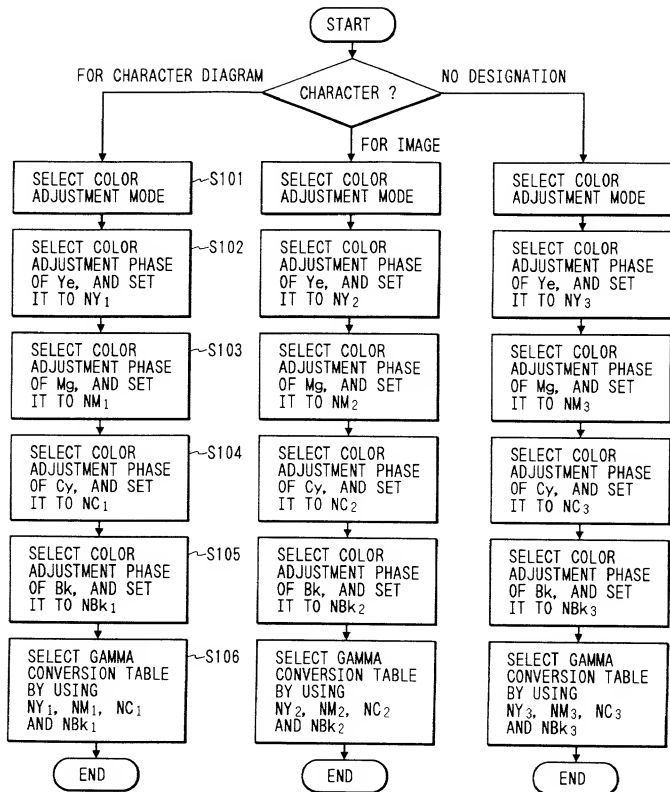 START
FOR CHARACTER DIAGRAM
CHARACTER ?
NO DESIGNATION
FOR IMAGE
SELECT COLOR
ADJUSTMENT MODE
S101
SELECT COLOR
ADJUSTMENT PHASE
OF Ye, AND SET
IT TO NY₁
S102
SELECT COLOR
ADJUSTMENT PHASE
OF Mg, AND SET
IT TO NM₁
S103
SELECT COLOR
ADJUSTMENT PHASE
OF Cy, AND SET
IT TO NC₁
S104
SELECT COLOR
ADJUSTMENT PHASE
OF Bk, AND SET
IT TO NBk₁
S105
SELECT GAMMA
CONVERSION TABLE
BY USING
NY₁, NM₁, NC₁
AND NBk₁
S106
END
SELECT COLOR
ADJUSTMENT MODE
SELECT COLOR
ADJUSTMENT PHASE
OF Ye, AND SET
IT TO NY₂
SELECT COLOR
ADJUSTMENT PHASE
OF Mg, AND SET
IT TO NM₂
SELECT COLOR
ADJUSTMENT PHASE
OF Cy, AND SET
IT TO NC₂
SELECT COLOR
ADJUSTMENT PHASE
OF Bk, AND SET
IT TO NBk₂
SELECT GAMMA
CONVERSION TABLE
BY USING
NY₂, NM₂, NC₂
AND NBk₂
END
SELECT COLOR
ADJUSTMENT MODE
SELECT COLOR
ADJUSTMENT PHASE
OF Ye, AND SET
IT TO NY₃
SELECT COLOR
ADJUSTMENT PHASE
OF Mg, AND SET
IT TO NM₃
SELECT COLOR
ADJUSTMENT PHASE
OF Cy, AND SET
IT TO NC₃
SELECT COLOR
ADJUSTMENT PHASE
OF Bk, AND SET
IT TO NBk₃
SELECT GAMMA
CONVERSION TABLE
BY USING
NY₃, NM₃, NC₃
AND NBk₃
END